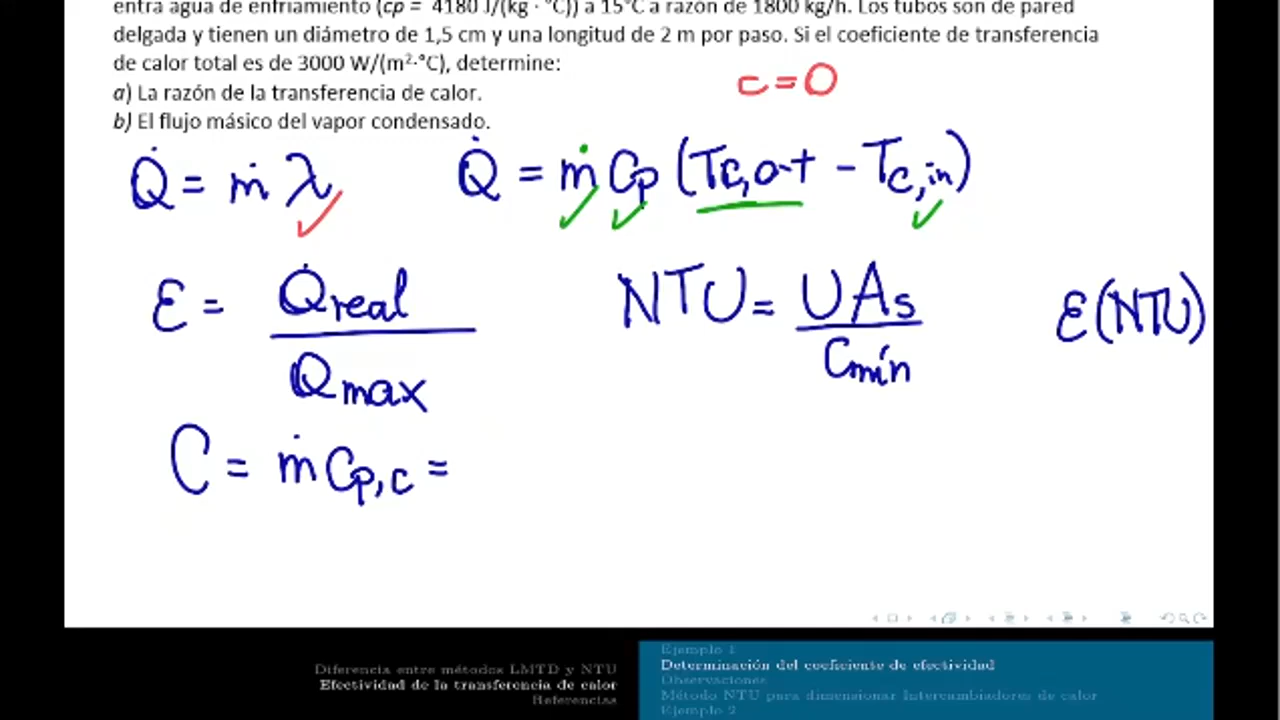 entra agua de enfriamiento (cp = 4180 J/(kg · °C)) a 15°C a razón de 1800 kg/h. Los tubos son de pared
delgada y tienen un diámetro de 1,5 cm y una longitud de 2 m por paso. Si el coeficiente de transferencia
de calor total es de 3000 W/(m²·°C), determine:
c = 0
a) La razón de la transferencia de calor.
b) El flujo másico del vapor condensado.
Q̇ = ṁ λ
Q̇ = ṁ Cp (Tc,out - Tc,in)
ε = Q̇real / Qmax
NTU = UAs / Cmín
ε(NTU)
C = ṁ Cp,c =
Diferencia entre métodos LMTD y NTU
Efectividad de la transferencia de calor
Referencias
Ejemplo 1
Determinación del coeficiente de efectividad
Observaciones
Método NTU para dimensionar Intercambiadores de calor
Ejemplo 2